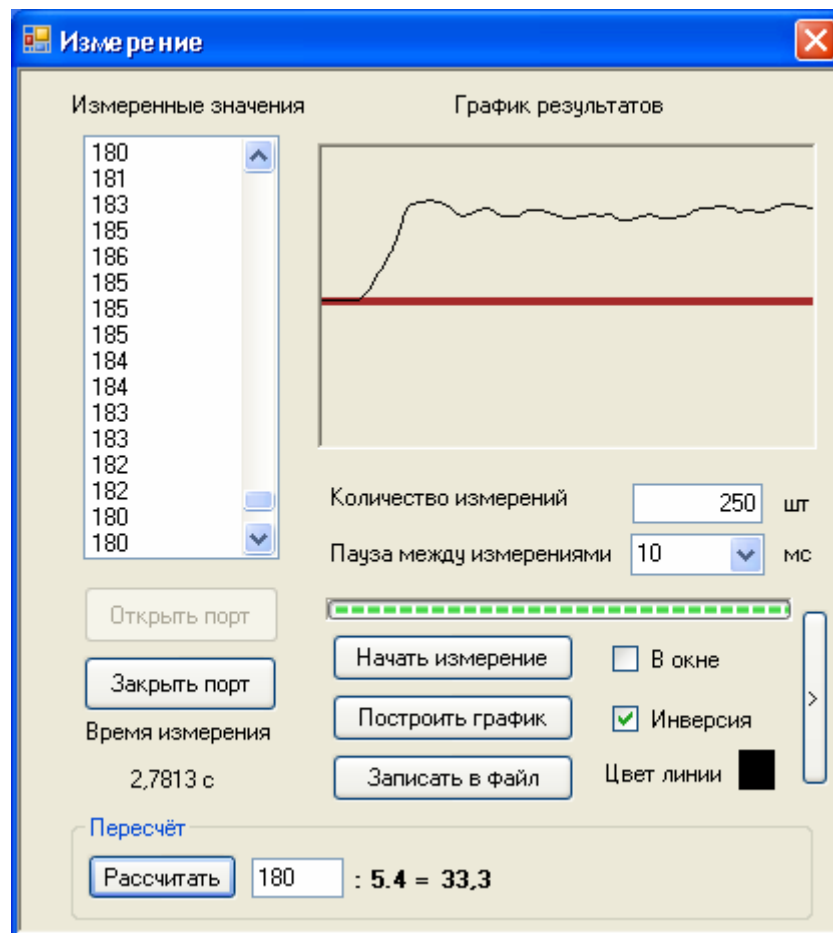 Измерение
Измеренные значения
График результатов
180
181
183
185
186
185
185
185
184
184
183
183
182
182
180
180
Количество измерений 250 шт
Пауза между измерениями 10 мс
Открыть порт
Закрыть порт
Время измерения
2,7813 с
Начать измерение
В окне
Построить график
Инверсия
Записать в файл
Цвет линии
>
Пересчёт
Рассчитать 180 : 5.4 = 33,3